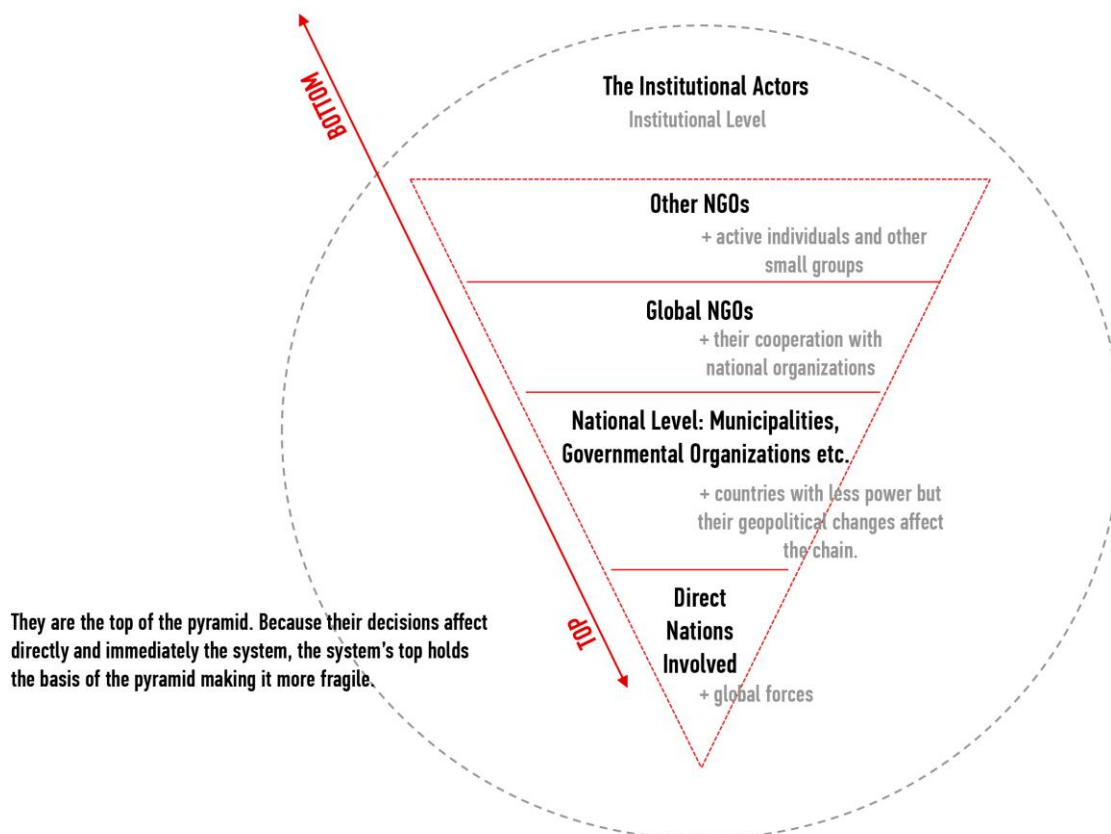 BOTTOM
The Institutional Actors
Institutional Level
Other NGOs
+ active individuals and other
small groups
Global NGOs
+ their cooperation with
national organizations
National Level: Municipalities,
Governmental Organizations etc.
+ countries with less power but
their geopolitical changes affect
the chain.
TOP
Direct
Nations
Involved
+ global forces
They are the top of the pyramid. Because their decisions affect
directly and immediately the system, the system's top holds
the basis of the pyramid making it more fragile.